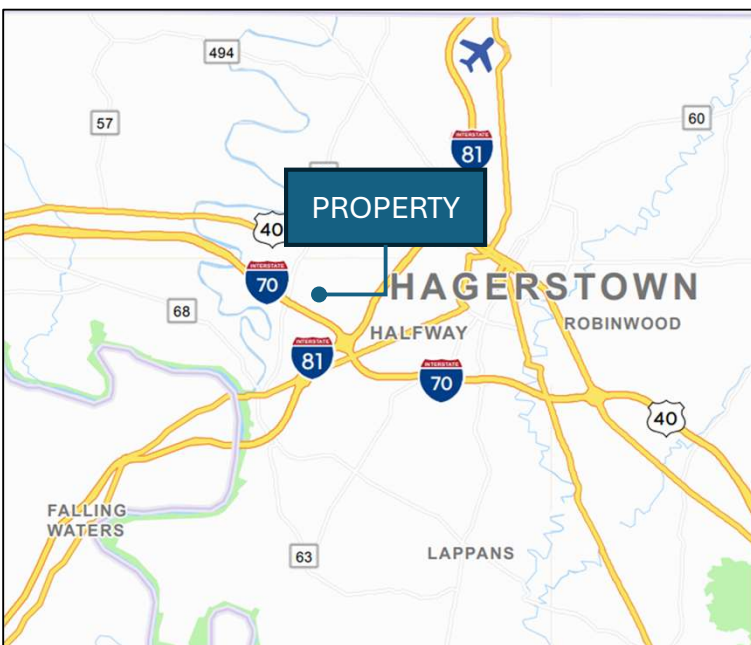 494
57
60
INTERSTATE
81
PROPERTY
40
INTERSTATE
70
HAGERSTOWN
68
ROBINWOOD
HALFWAY
INTERSTATE
81
INTERSTATE
70
40
FALLING
WATERS
63
LAPPANS